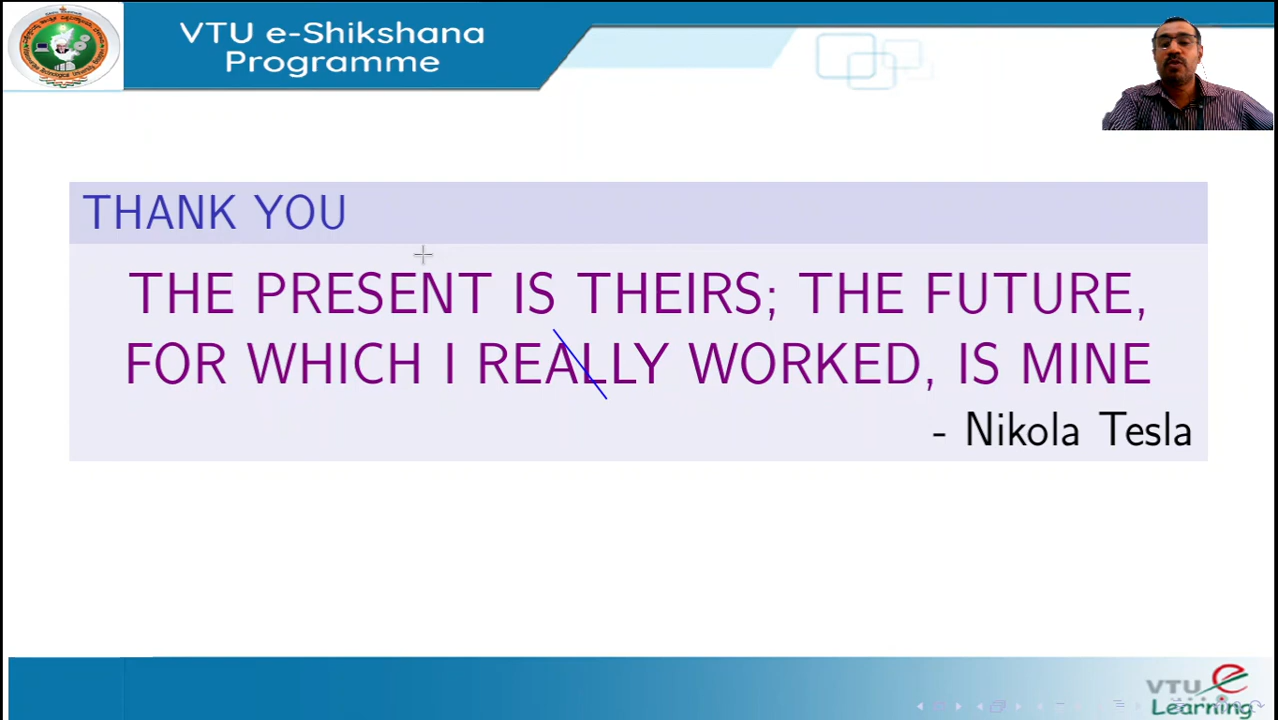 VTU e-Shikshana
Programme
THANK YOU
THE PRESENT IS THEIRS; THE FUTURE,
FOR WHICH I REALLY WORKED, IS MINE
- Nikola Tesla
VTU e
Learning